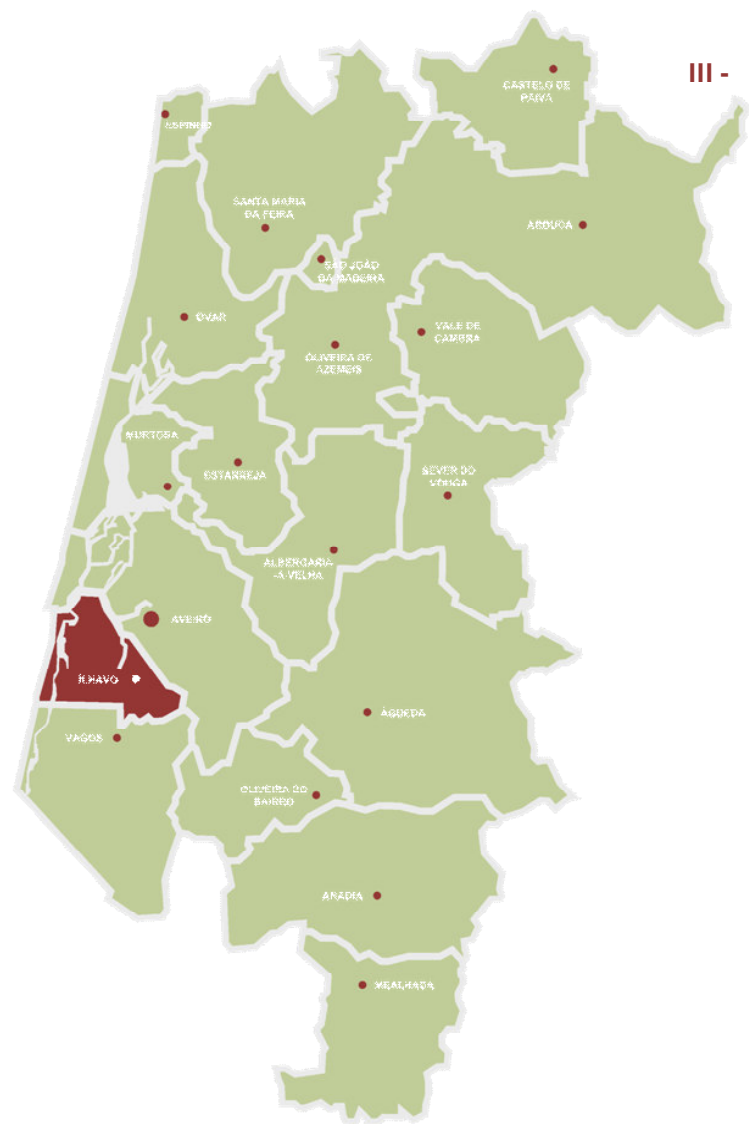 III -
CASTELO DE
PAIVA
ESPINHO
SANTA MARIA
DA FEIRA
AROUCA
SÃO JOÃO
DA MADEIRA
OVAR
VALE DE
CAMBRA
OLIVEIRA DE
AZEMEIS
MURTOSA
ESTARREJA
SEVER DO
VOUGA
ALBERGARIA
-A-VELHA
AVEIRO
ÍLHAVO
ÁGUEDA
VAGOS
OLIVEIRA DO
BAIRRO
ANADIA
MEALHADA